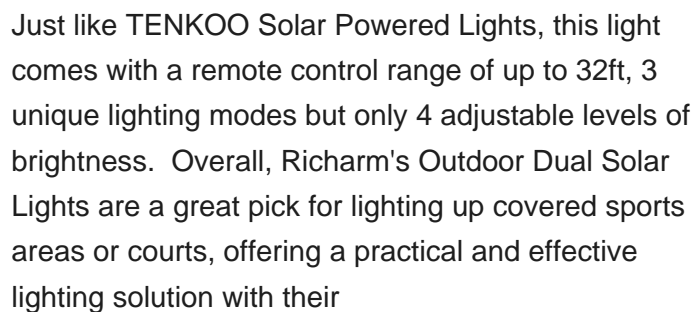 Just like TENKOO Solar Powered Lights, this light
comes with a remote control range of up to 32ft, 3
unique lighting modes but only 4 adjustable levels of
brightness.  Overall, Richarm's Outdoor Dual Solar
Lights are a great pick for lighting up covered sports
areas or courts, offering a practical and effective
lighting solution with their